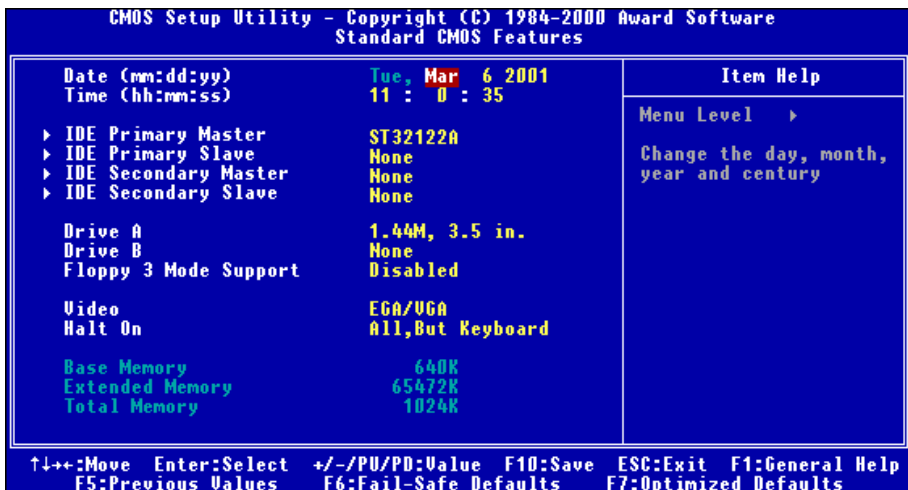 CMOS Setup Utility - Copyright (C) 1984-2000 Award Software
Standard CMOS Features
Date (mm:dd:yy) Tue, Mar 6 2001
Time (hh:mm:ss) 11 : 0 : 35
IDE Primary Master ST32122A
IDE Primary Slave None
IDE Secondary Master None
IDE Secondary Slave None
Drive A 1.44M, 3.5 in.
Drive B None
Floppy 3 Mode Support Disabled
Video EGA/VGA
Halt On All,But Keyboard
Base Memory 640K
Extended Memory 65472K
Total Memory 1024K
Item Help
Menu Level ▸
Change the day, month,
year and century
↑↓→←:Move Enter:Select +/-/PU/PD:Value F10:Save ESC:Exit F1:General Help
F5:Previous Values F6:Fail-Safe Defaults F7:Optimized Defaults